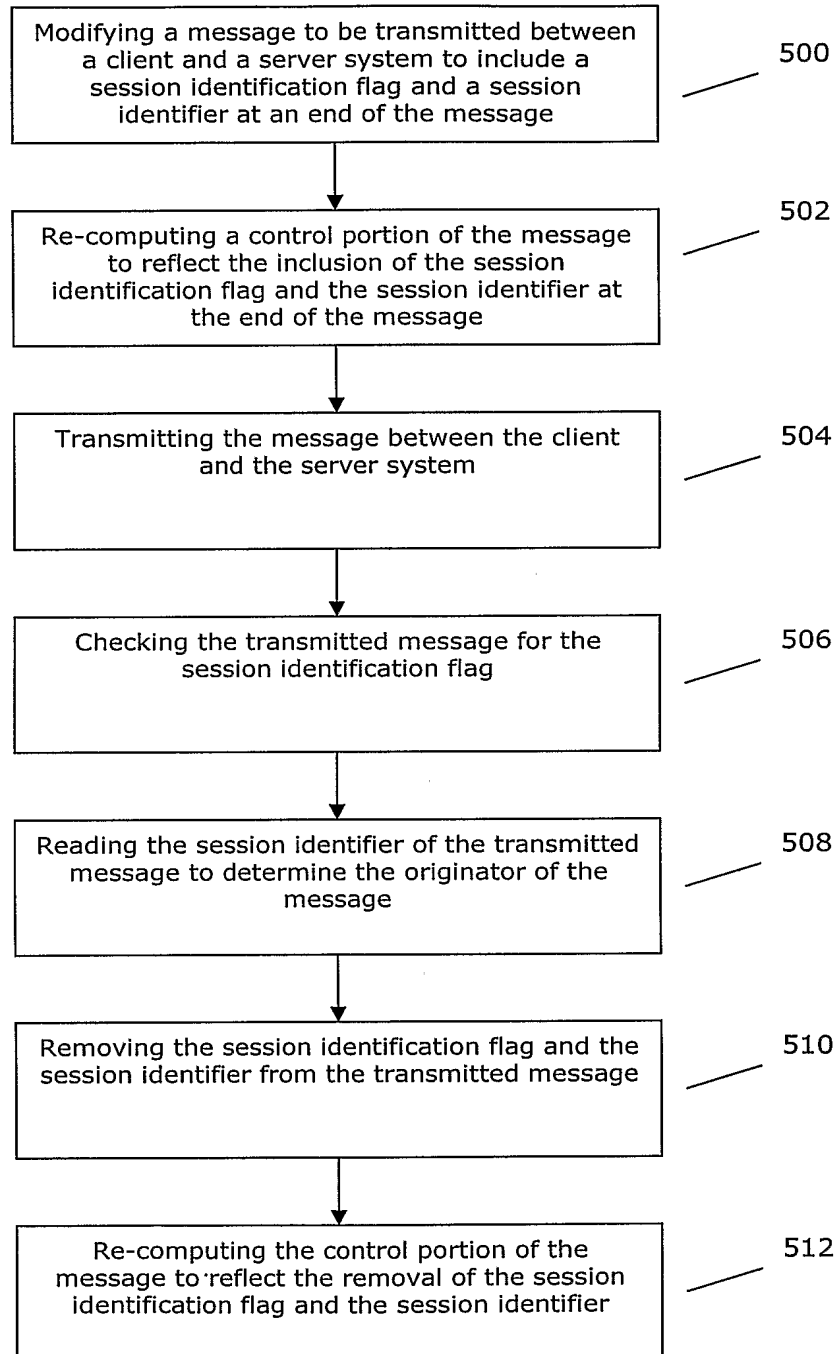 Modifying a message to be transmitted between
a client and a server system to include a
session identification flag and a session
identifier at an end of the message
500
Re-computing a control portion of the message
to reflect the inclusion of the session
identification flag and the session identifier at
the end of the message
502
Transmitting the message between the client
and the server system
504
Checking the transmitted message for the
session identification flag
506
Reading the session identifier of the transmitted
message to determine the originator of the
message
508
Removing the session identification flag and the
session identifier from the transmitted message
510
Re-computing the control portion of the
message to reflect the removal of the session
identification flag and the session identifier
512